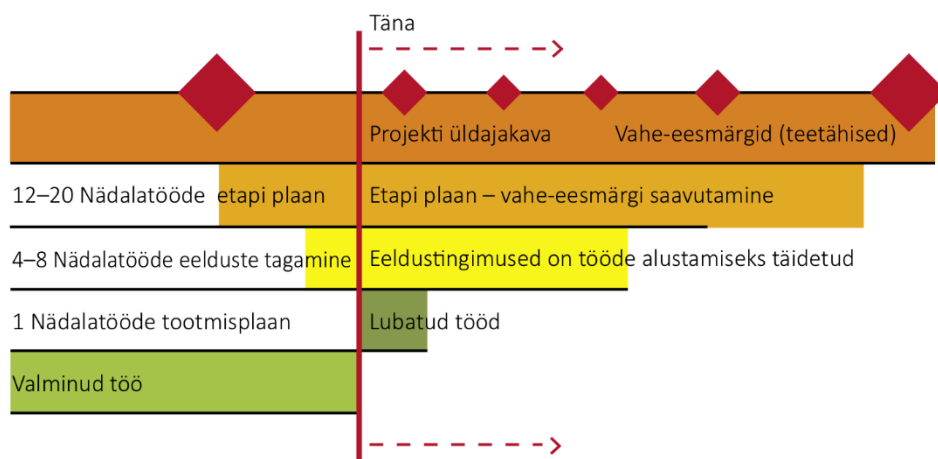 Täna
Projekti üldajakava Vahe-eesmärgid (teetähised)
12–20 Nädalatööde etapi plaan Etapi plaan – vahe-eesmärgi saavutamine
4–8 Nädalatööde eelduste tagamine Eeldustingimused on tööde alustamiseks täidetud
1 Nädalatööde tootmisplaan Lubatud tööd
Valminud töö